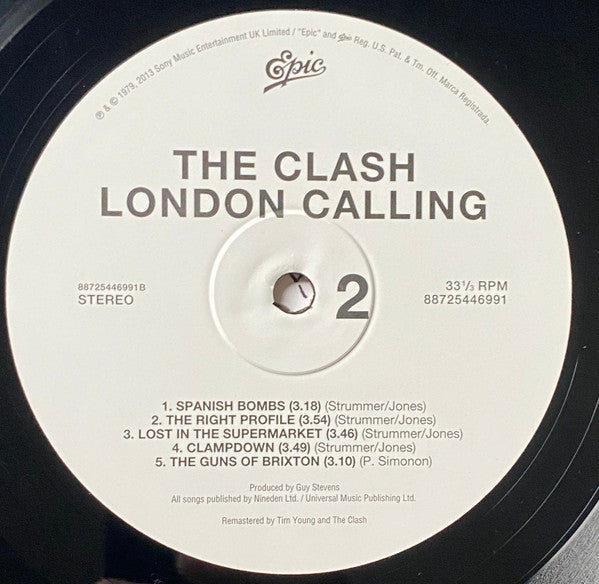 ℗ & © 1979, 2013 Sony Music Entertainment UK Limited / "Epic" and Epic Reg. U.S. Pat. & Tm. Off. Marca Registrada.
Epic
THE CLASH
LONDON CALLING
88725446991B
STEREO
2
33 1/3 RPM
88725446991
1. SPANISH BOMBS (3.18) (Strummer/Jones)
2. THE RIGHT PROFILE (3.54) (Strummer/Jones)
3. LOST IN THE SUPERMARKET (3.46) (Strummer/Jones)
4. CLAMPDOWN (3.49) (Strummer/Jones)
5. THE GUNS OF BRIXTON (3.10) (P. Simonon)
Produced by Guy Stevens
All songs published by Nineden Ltd. / Universal Music Publishing Ltd.
Remastered by Tim Young and The Clash